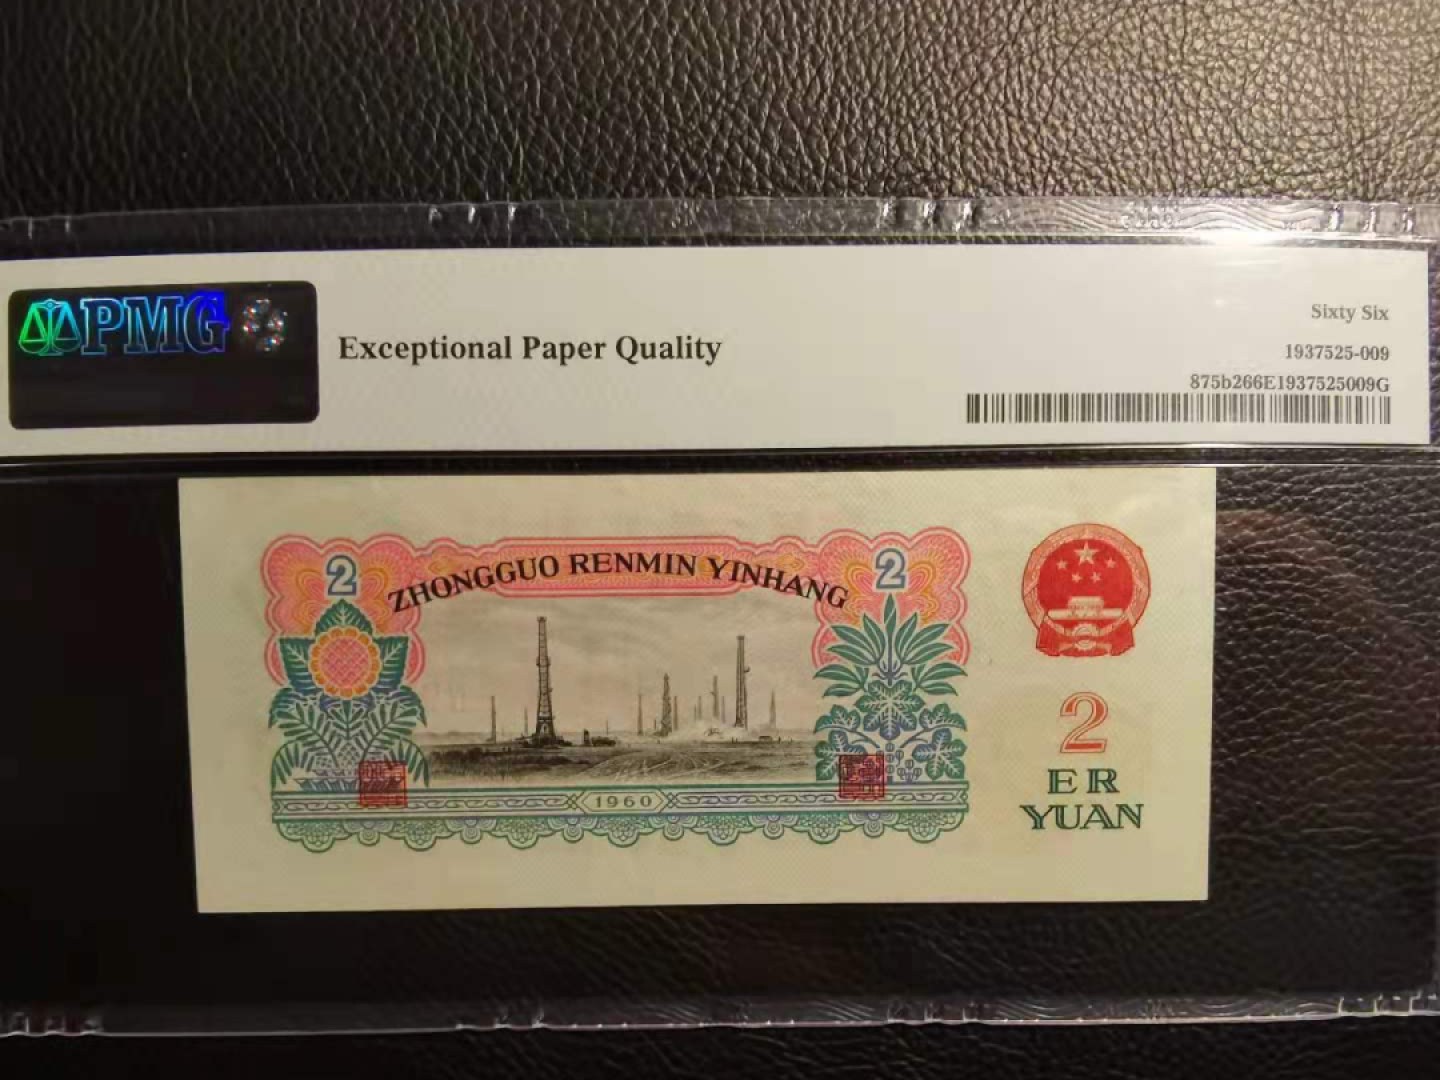 PMG
Exceptional Paper Quality
Sixty Six
1937525-009
875b266E1937525009G
2
ZHONGGUO RENMIN YINHANG
2
1960
2
ER
YUAN